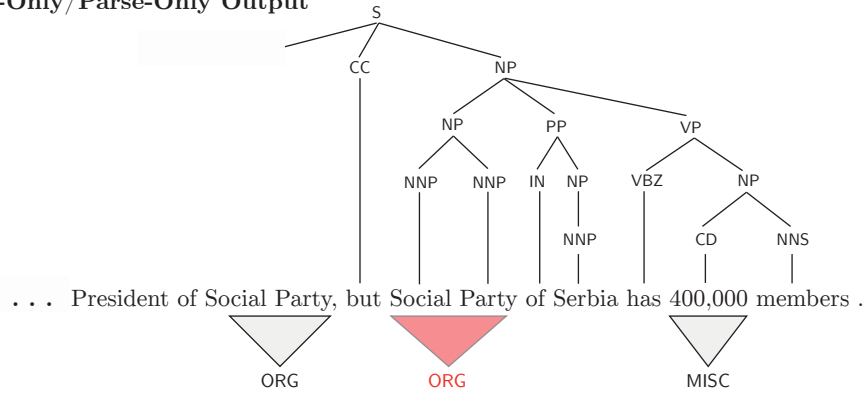 -Only/Parse-Only Output
S
CC NP
NP PP VP
NNP NNP IN NP VBZ NP
NNP CD NNS
. . . President of Social Party, but Social Party of Serbia has 400,000 members .
ORG ORG MISC